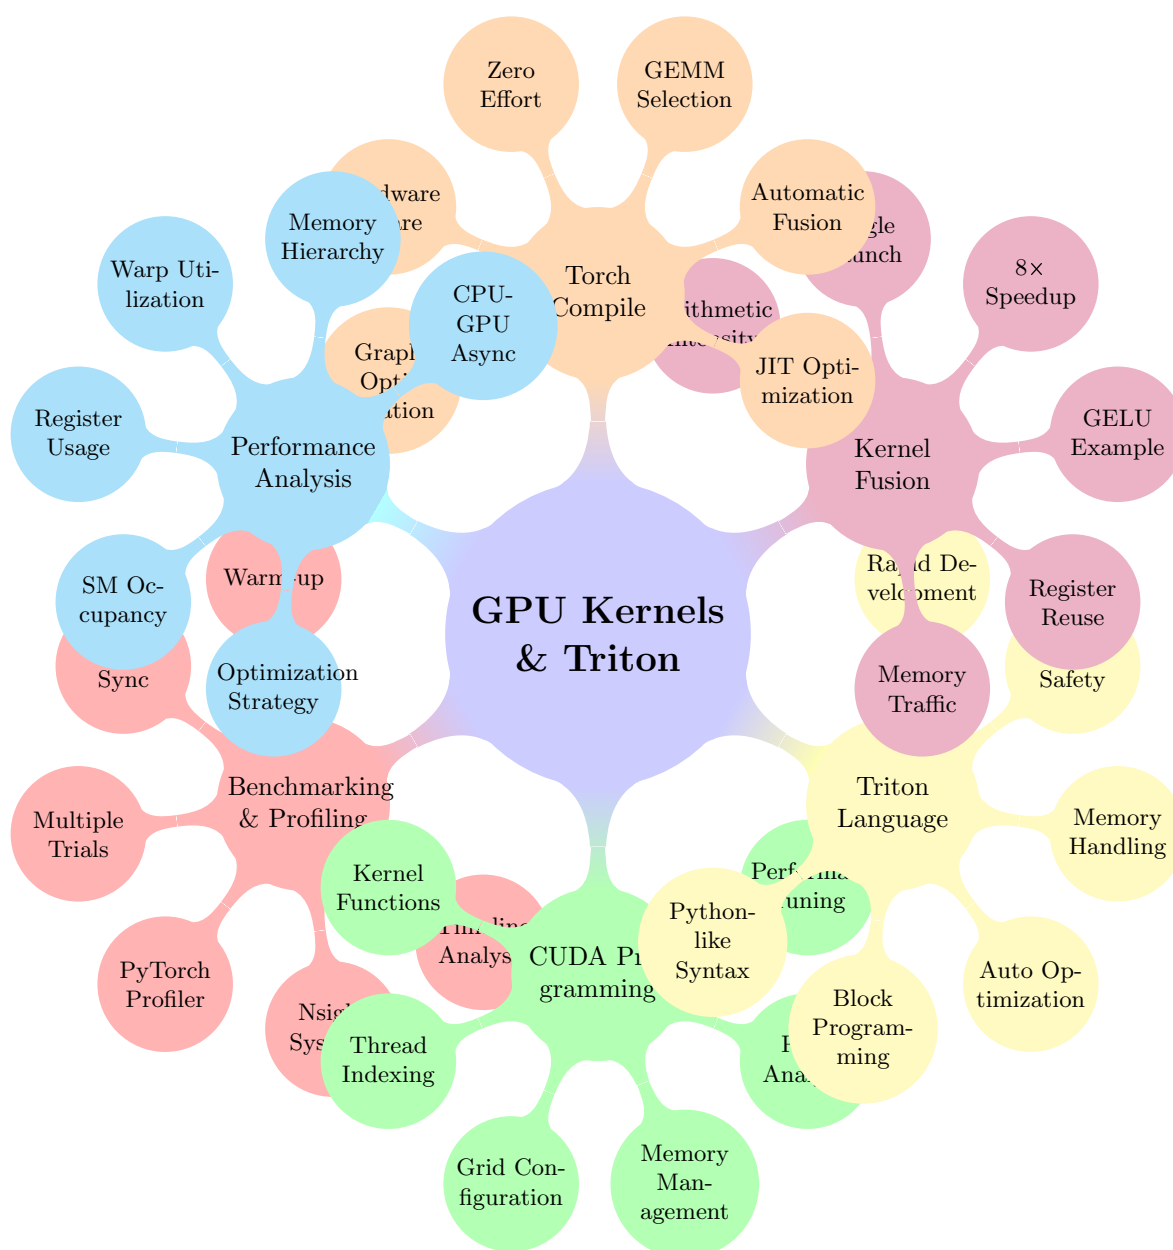 Zero
Effort
GEMM
Selection
Automatic
Fusion
Memory
Hierarchy
8×
Speedup
Warp Uti-
lization
Torch
Compile
CPU-
GPU
Async
JIT Opti-
mization
Register
Usage
Performance
Analysis
Kernel
Fusion
GELU
Example
Warm-up
SM Oc-
cupancy
Register
Reuse
GPU Kernels
& Triton
Sync
Optimization
Strategy
Memory
Traffic
Safety
Multiple
Trials
Benchmarking
& Profiling
Triton
Language
Memory
Handling
Kernel
Functions
Python-
like
Syntax
PyTorch
Profiler
CUDA
gramming
Auto Op-
timization
Block
Program-
ming
Thread
Indexing
Grid Con-
figuration
Memory
Man-
agement